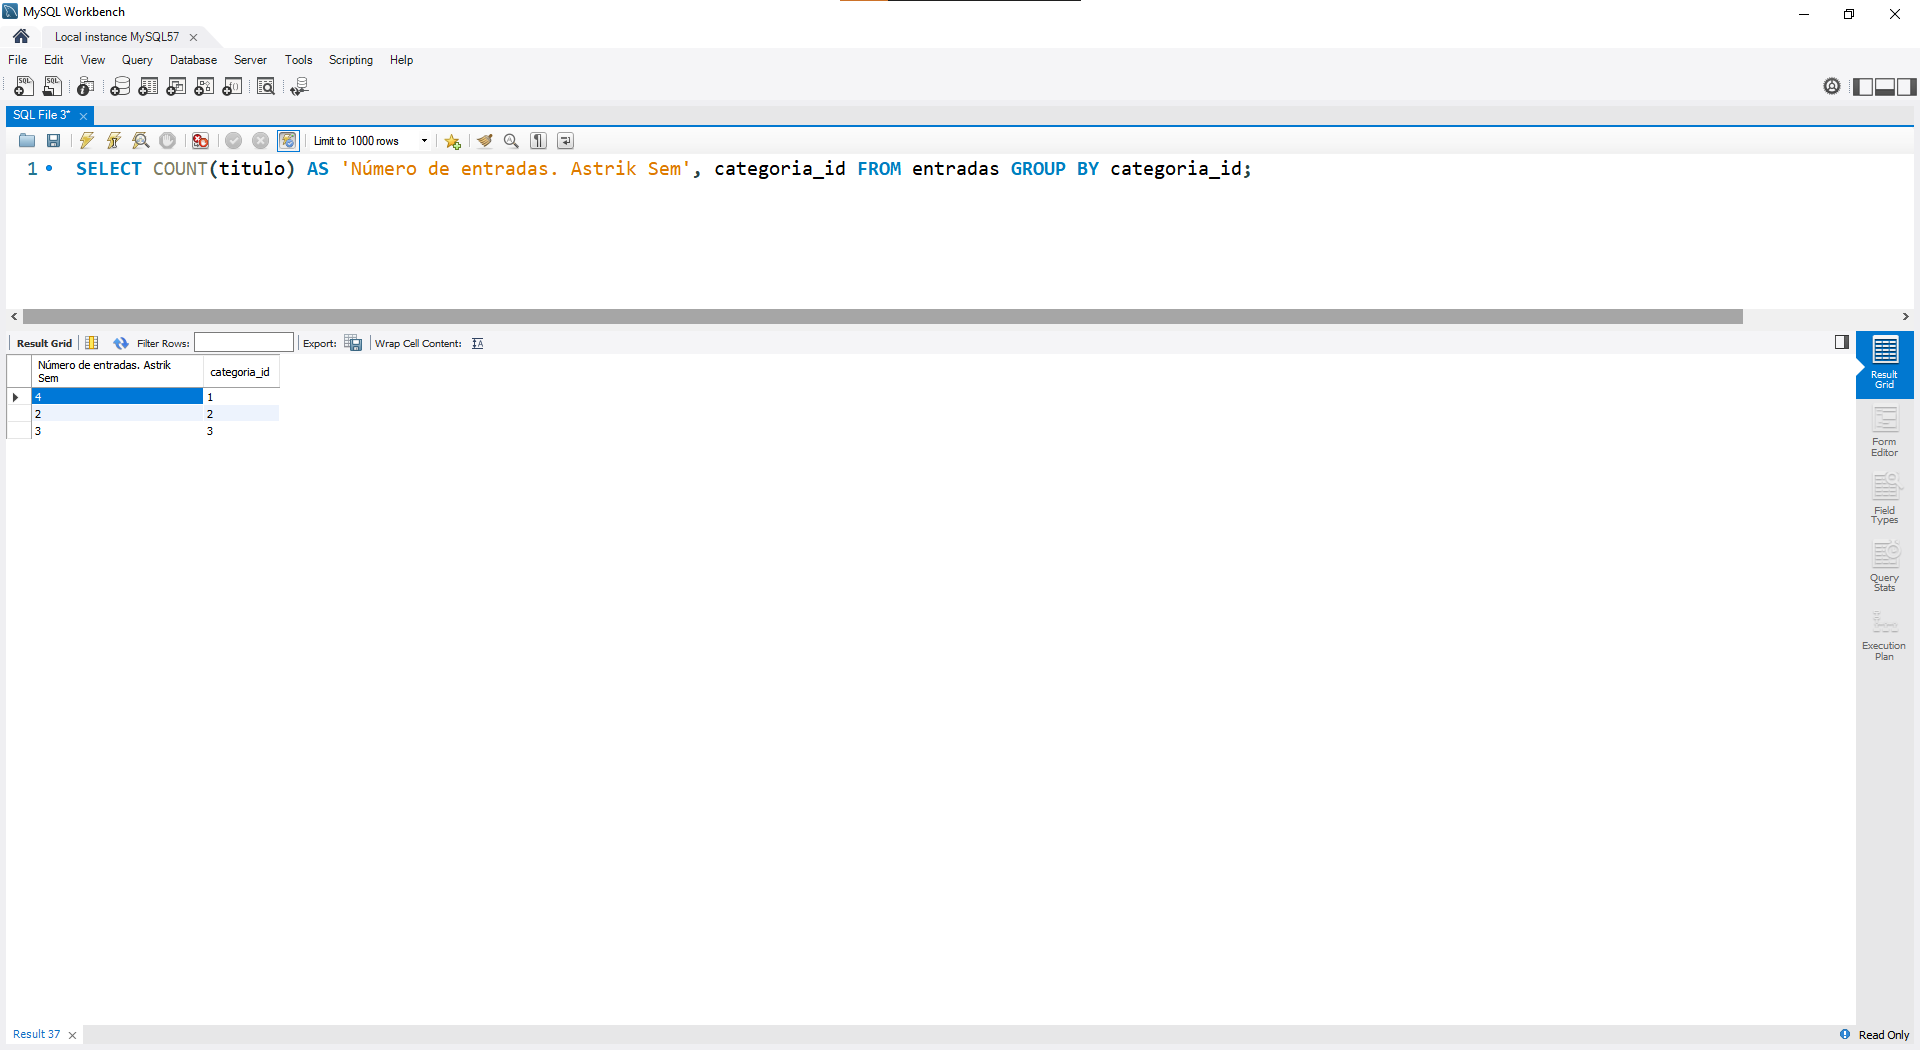 MySQL Workbench
Local instance MySQL57
File Edit View Query Database Server Tools Scripting Help
SQL File 3*
Limit to 1000 rows
1 SELECT COUNT(titulo) AS 'Número de entradas. Astrik Sem', categoria_id FROM entradas GROUP BY categoria_id;
Result Grid Filter Rows: Export: Wrap Cell Content:
Número de entradas. Astrik
Sem
categoria_id
4 1
2 2
3 3
Result
Grid
Form
Editor
Field
Types
Query
Stats
Execution
Plan
Result 37
Read Only